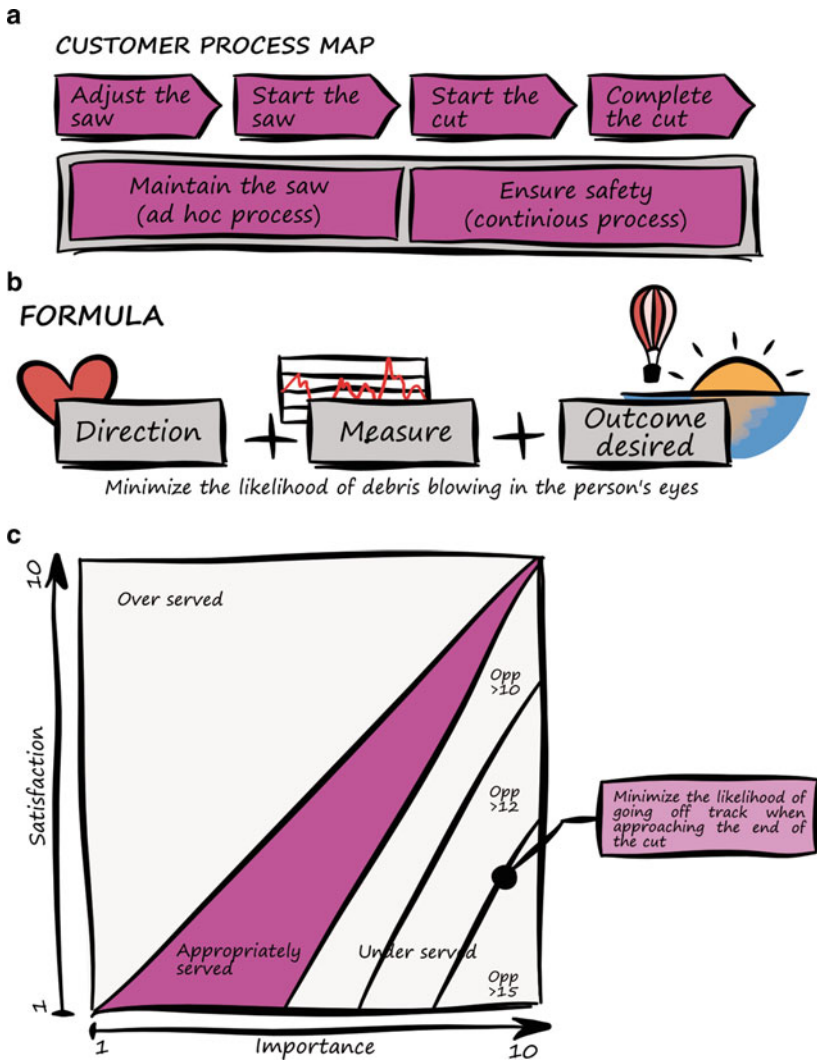 a
CUSTOMER PROCESS MAP
Adjust the
saw
Start the
saw
Start the
cut
Complete
the cut
Maintain the saw
(ad hoc process)
Ensure safety
(continious process)
b
FORMULA
Direction
+
Measure
+
Outcome
desired
Minimize the likelihood of debris blowing in the person's eyes
c
10
Over served
Opp
>10
Satisfaction
Opp
>12
Minimize the likelihood of
going off track when
approaching the end of
the cut
Appropriately
served
Under served
Opp
>15
1
1
Importance
10